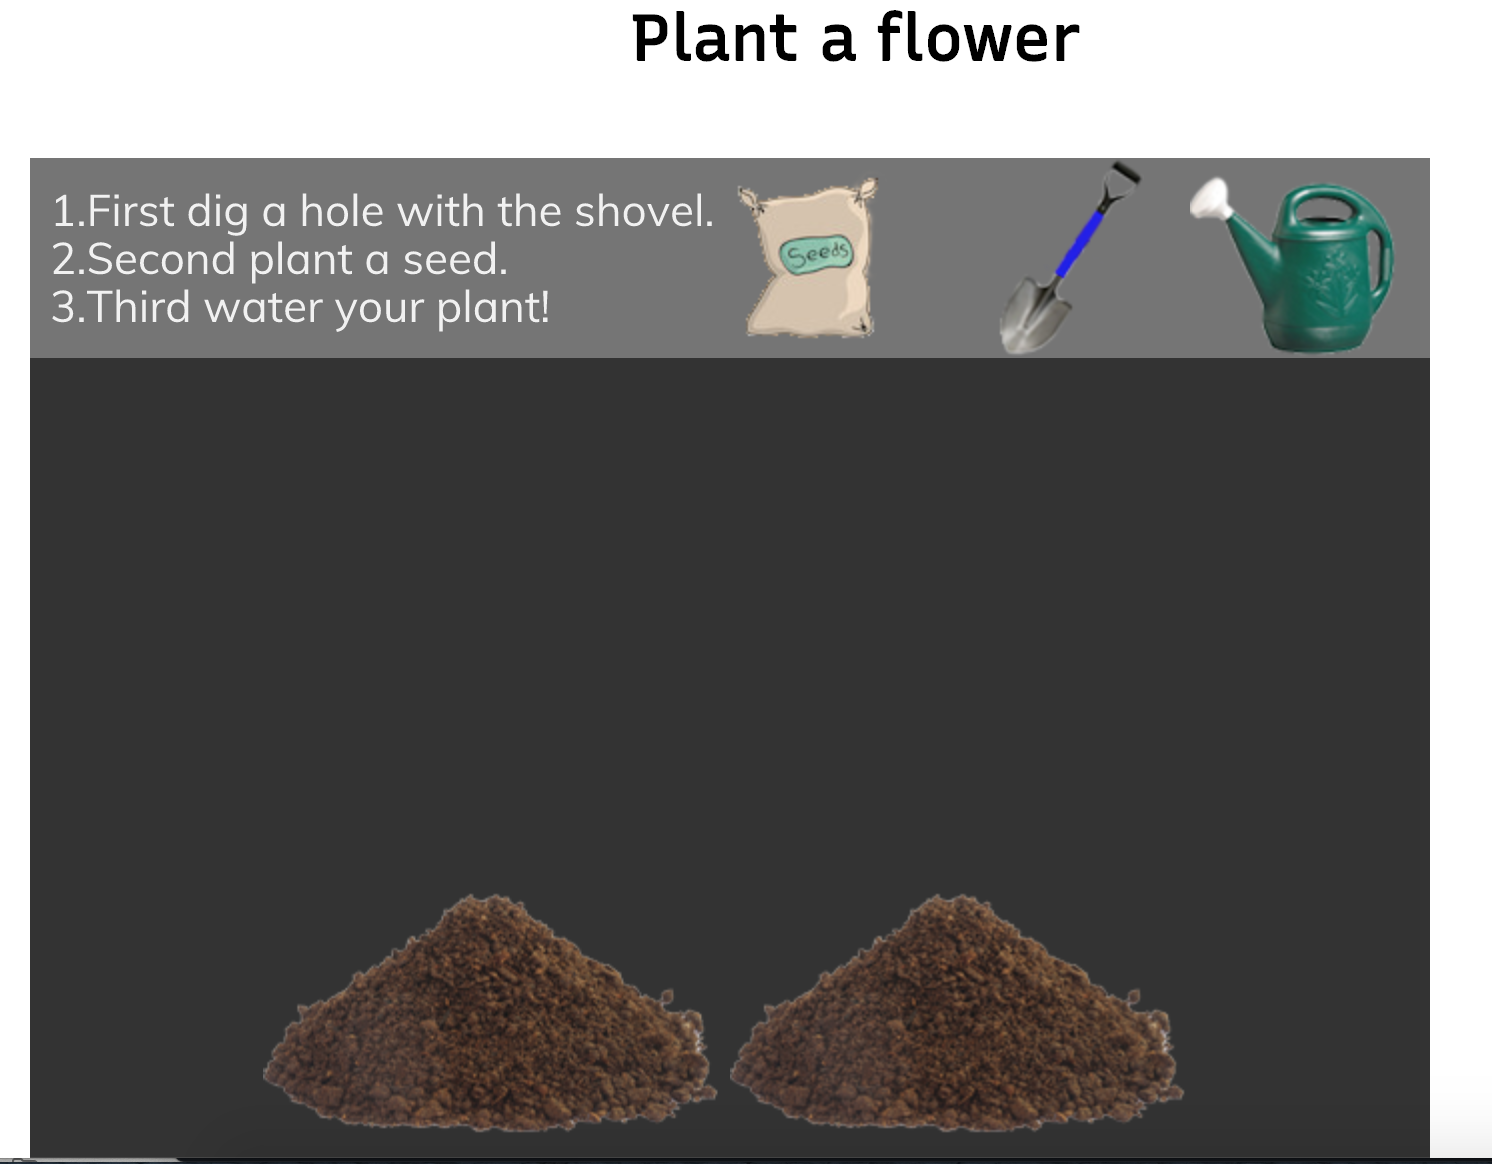 Plant a flower
1.First dig a hole with the shovel.
2.Second plant a seed.
3.Third water your plant!
Seeds